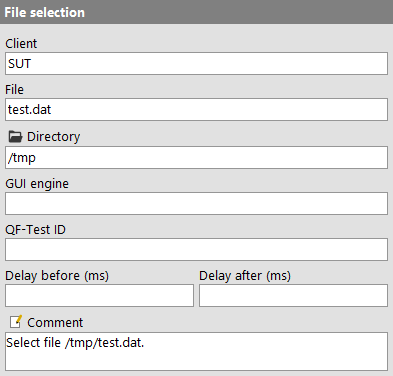 File selection
Client
SUT
File
test.dat
Directory
/tmp
GUI engine
QF-Test ID
Delay before (ms) Delay after (ms)
Comment
Select file /tmp/test.dat.